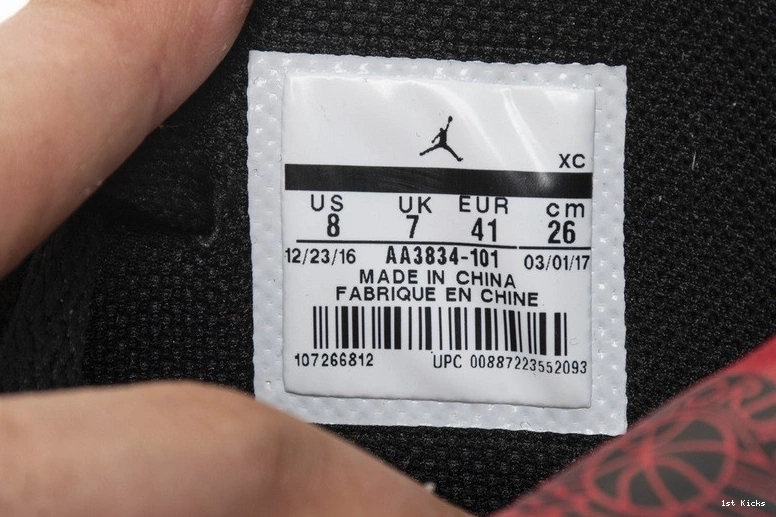 XC
US UK EUR cm
8 7 41 26
12/23/16 AA3834-101 03/01/17
MADE IN CHINA
FABRIQUE EN CHINE
107266812 UPC 00887223552093
1st Kicks